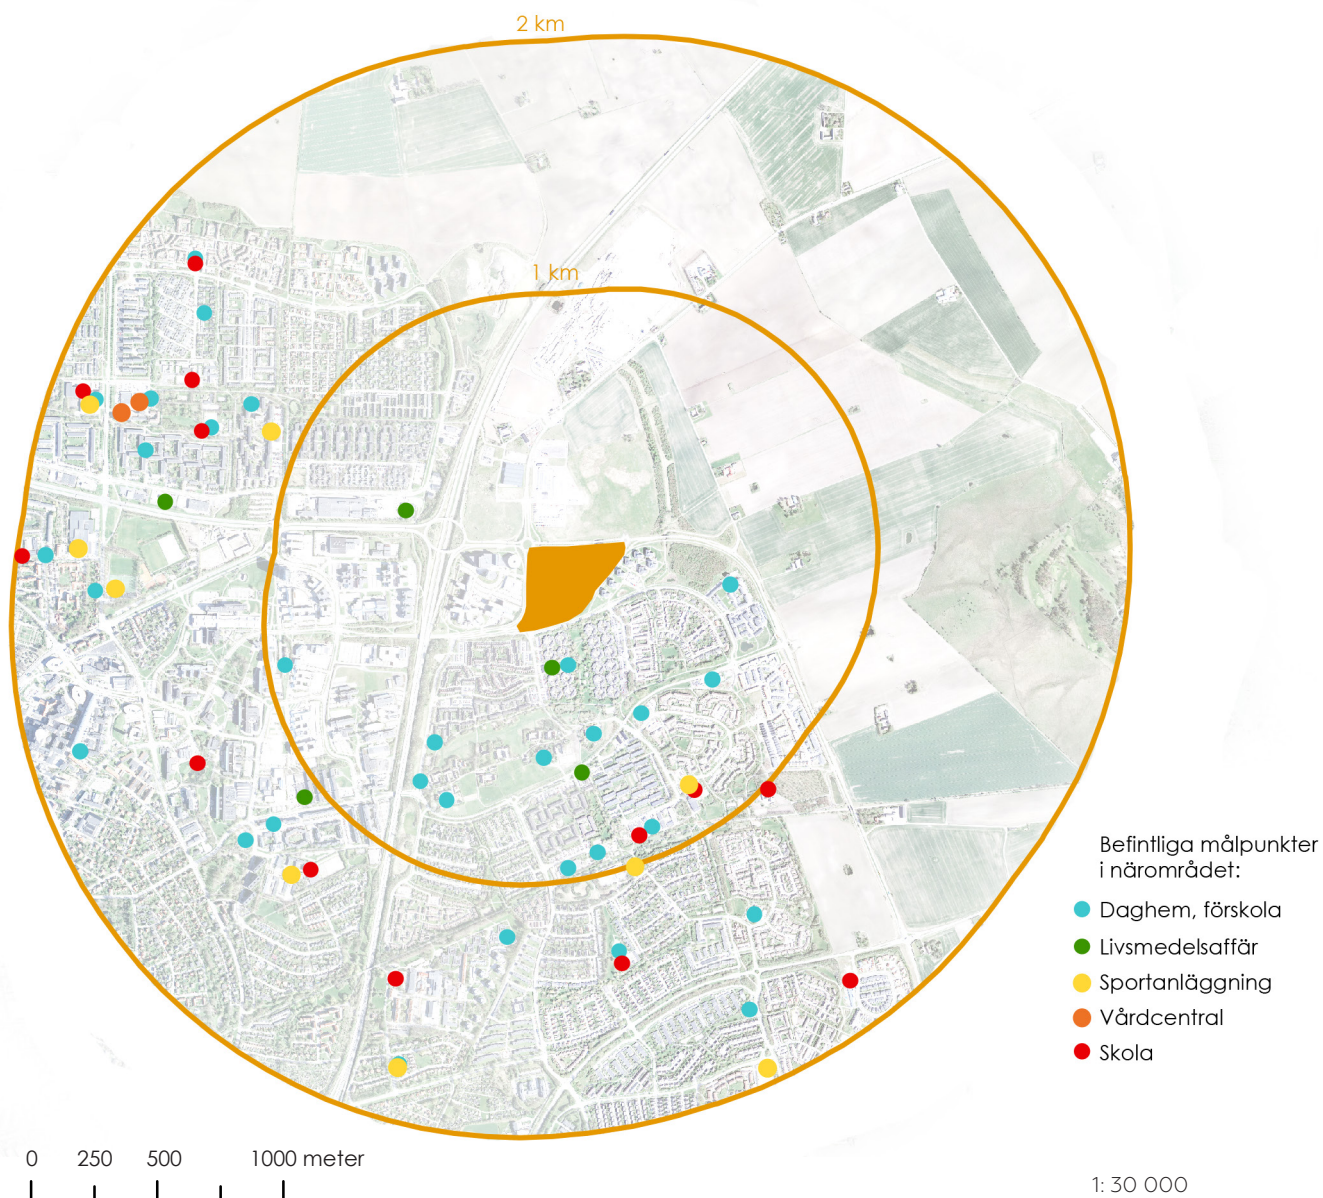 2 km
1 km
Befintliga målpunkter
i närområdet:
Daghem, förskola
Livsmedelsaffär
Sportanläggning
Vårdcentral
Skola
0 250 500 1000 meter
1: 30 000